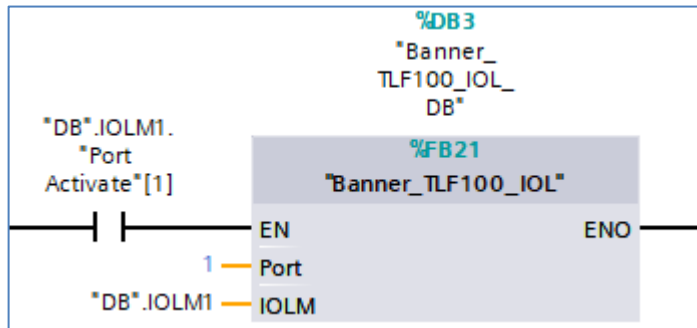 %DB3
"Banner_
TLF100_IOL_
DB"
"DB".IOLM1.
"Port
Activate"[1]
%FB21
"Banner_TLF100_IOL"
EN
ENO
1
Port
"DB".IOLM1
IOLM